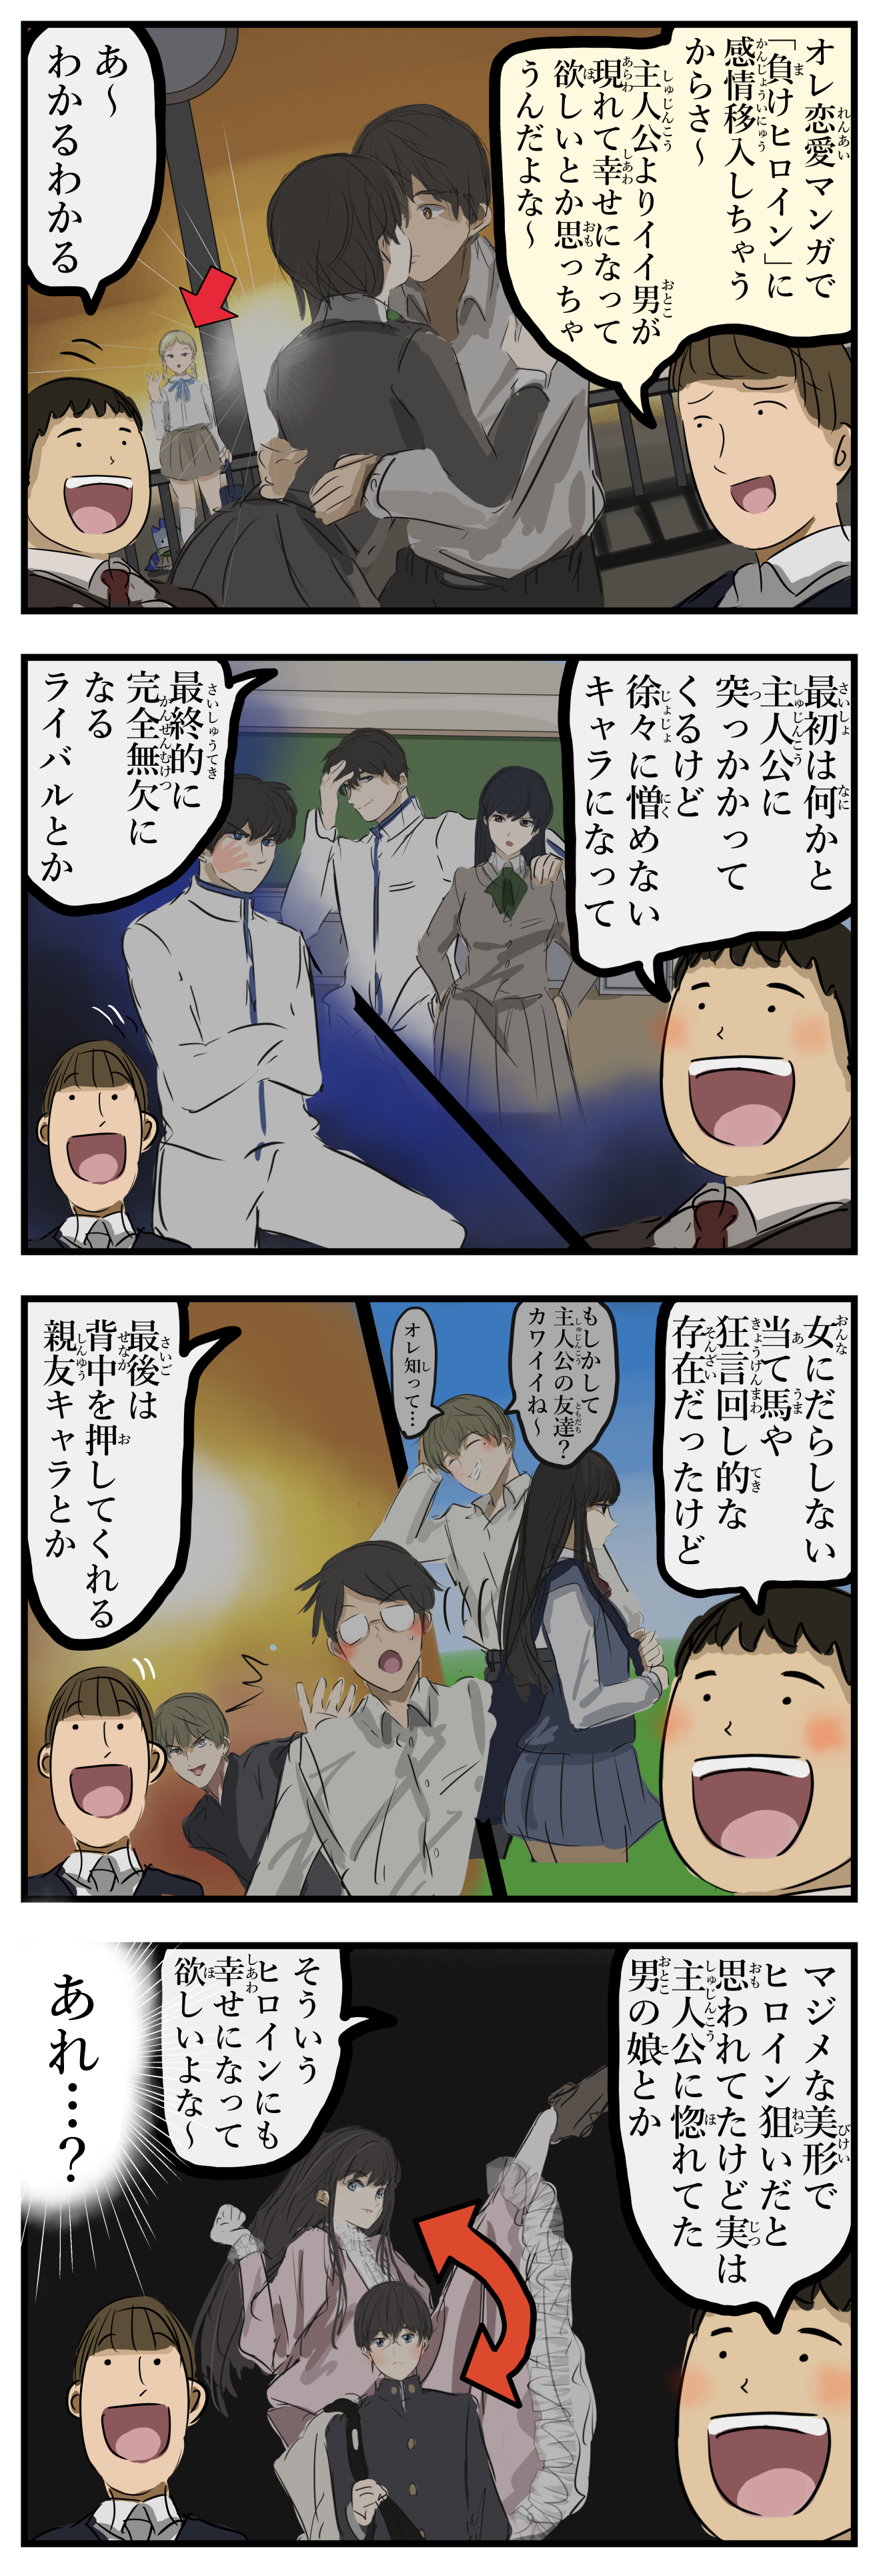 オレ恋愛マンガで
「負けヒロイン」に
感情移入しちゃう
からさ～
主人公よりイイ男が
現れて幸せになって
欲しいとか思っちゃ
うんだよな～
あ～
わかるわかる
最初は何かと
主人公に
突っかかって
くるけど
徐々に憎めない
キャラになって
最終的に
完全無欠に
なる
ライバルとか
女にだらしない
当て馬や
狂言回し的な
存在だったけど
もしかして
主人公の友達？
カワイイね～
オレ知って…
最後は
背中を押してくれる
親友キャラとか
マジメな美形で
ヒロイン狙いだと
思われてたけど実は
主人公に惚れてた
男の娘とか
そういう
ヒロインにも
幸せになって
欲しいよな～
あれ…？